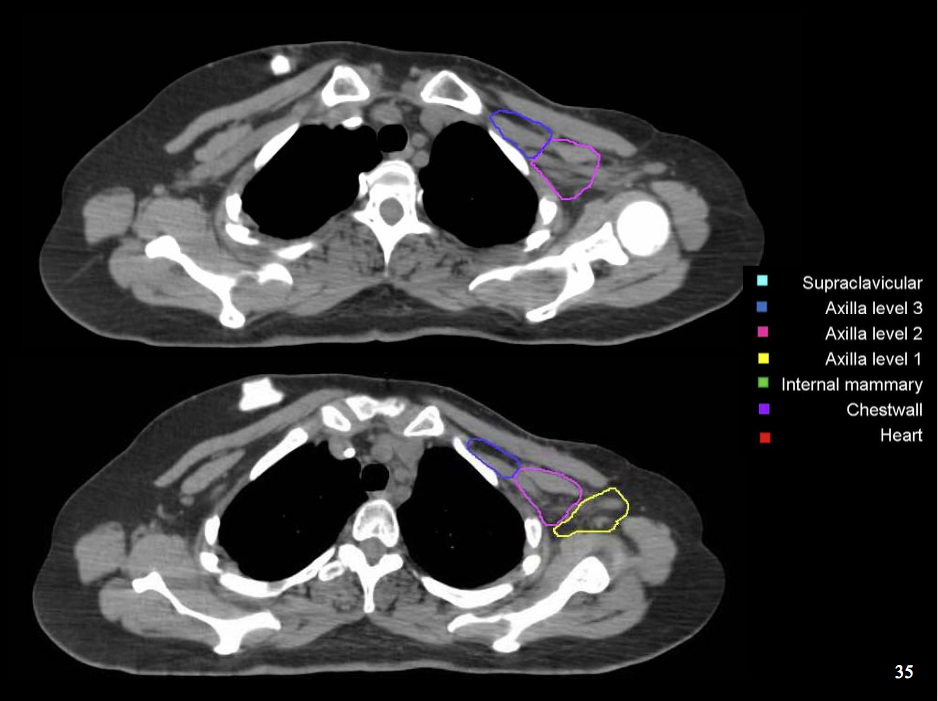 Supraclavicular
Axilla level 3
Axilla level 2
Axilla level 1
Internal mammary
Chestwall
Heart
35